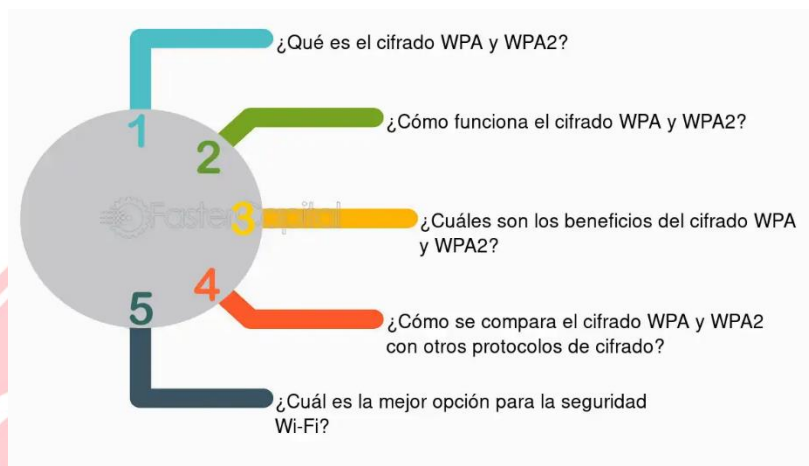 1
¿Qué es el cifrado WPA y WPA2?
2
¿Cómo funciona el cifrado WPA y WPA2?
FasterCapital
3
¿Cuáles son los beneficios del cifrado WPA
y WPA2?
4
¿Cómo se compara el cifrado WPA y WPA2
con otros protocolos de cifrado?
5
¿Cuál es la mejor opción para la seguridad
Wi-Fi?